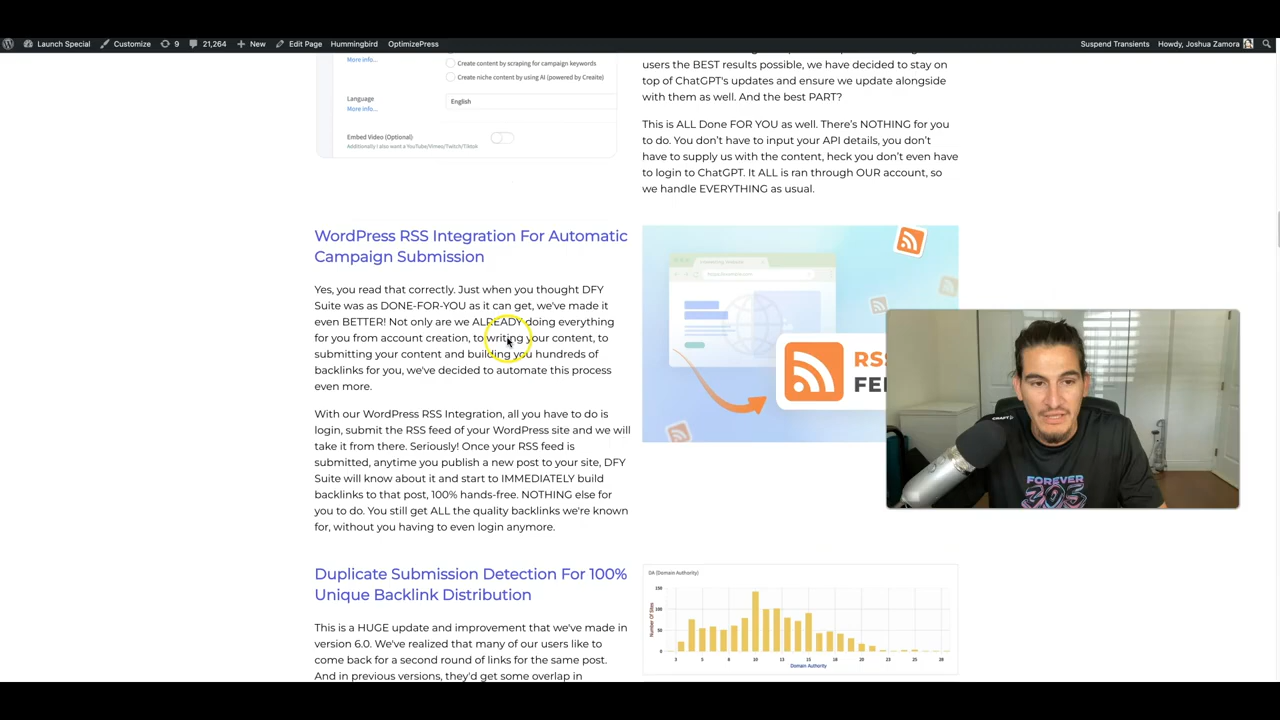 Launch Special
Customize
9
21,264
New
Edit Page
Hummingbird
OptimizePress
Suspend Transients
Howdy, Joshua Zamora
More info...
Create content by scraping for campaign keywords
Create niche content by using AI (powered by Creaite)
Language
More info...
English
Embed Video (Optional)
Additionally I also want a YouTube/Vimeo/Twitch/Tiktok
users the BEST results possible, we have decided to stay on
top of ChatGPT's updates and ensure we update alongside
with them as well. And the best PART?
This is ALL Done FOR YOU as well. There's NOTHING for you
to do. You don't have to input your API details, you don't
have to supply us with the content, heck you don't even have
to login to ChatGPT. It ALL is ran through OUR account, so
we handle EVERYTHING as usual.
WordPress RSS Integration For Automatic
Campaign Submission
Yes, you read that correctly. Just when you thought DFY
Suite was as DONE-FOR-YOU as it can get, we've made it
even BETTER! Not only are we ALREADY doing everything
for you from account creation, to writing your content, to
submitting your content and building you hundreds of
backlinks for you, we've decided to automate this process
even more.
With our WordPress RSS Integration, all you have to do is
login, submit the RSS feed of your WordPress site and we will
take it from there. Seriously! Once your RSS feed is
submitted, anytime you publish a new post to your site, DFY
Suite will know about it and start to IMMEDIATELY build
backlinks to that post, 100% hands-free. NOTHING else for
you to do. You still get ALL the quality backlinks we're known
for, without you having to even login anymore.
RS
FE
CRAFT
FOREVER
305
Duplicate Submission Detection For 100%
Unique Backlink Distribution
This is a HUGE update and improvement that we've made in
version 6.0. We've realized that many of our users like to
come back for a second round of links for the same post.
And in previous versions, they'd get some overlap in
DA (Domain Authority)
150
100
50
0
Number Of Sites
Domain Authority